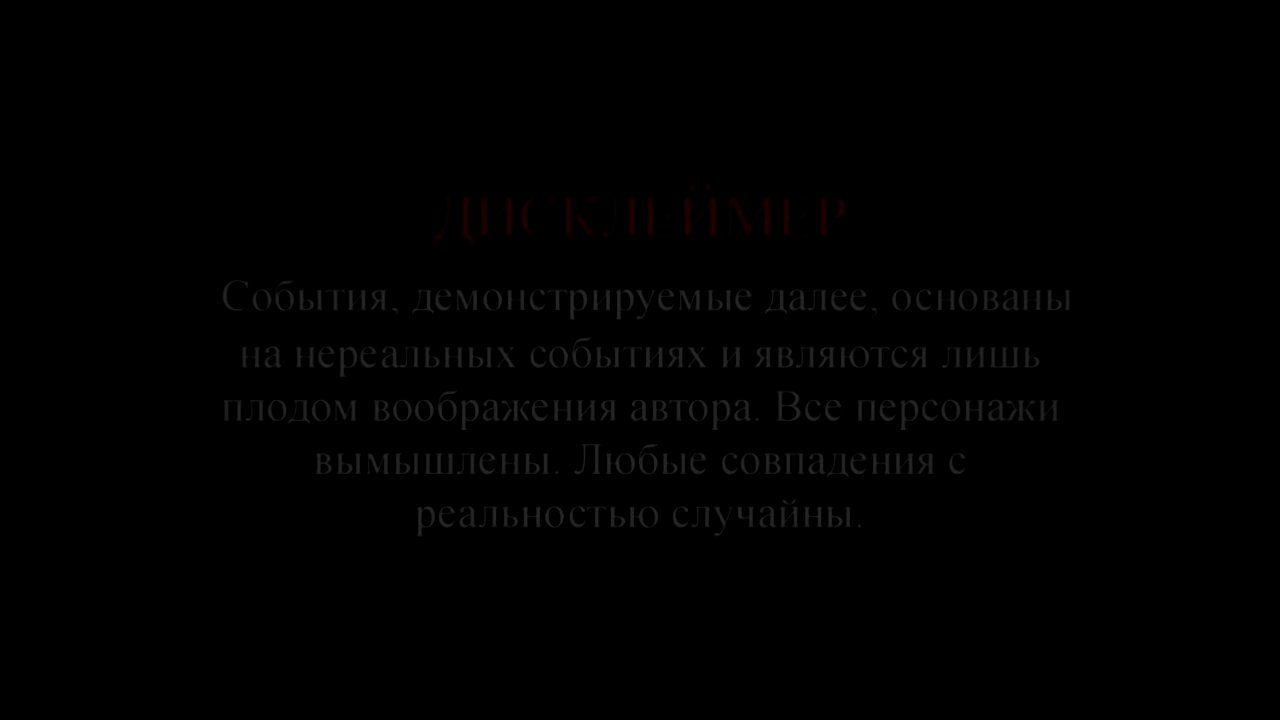 ДИСКЛЕЙМЕР
События, демонстрируемые далее, основаны
на нереальных событиях и являются лишь
плодом воображения автора. Все персонажи
вымышлены. Любые совпадения с
реальностью случайны.